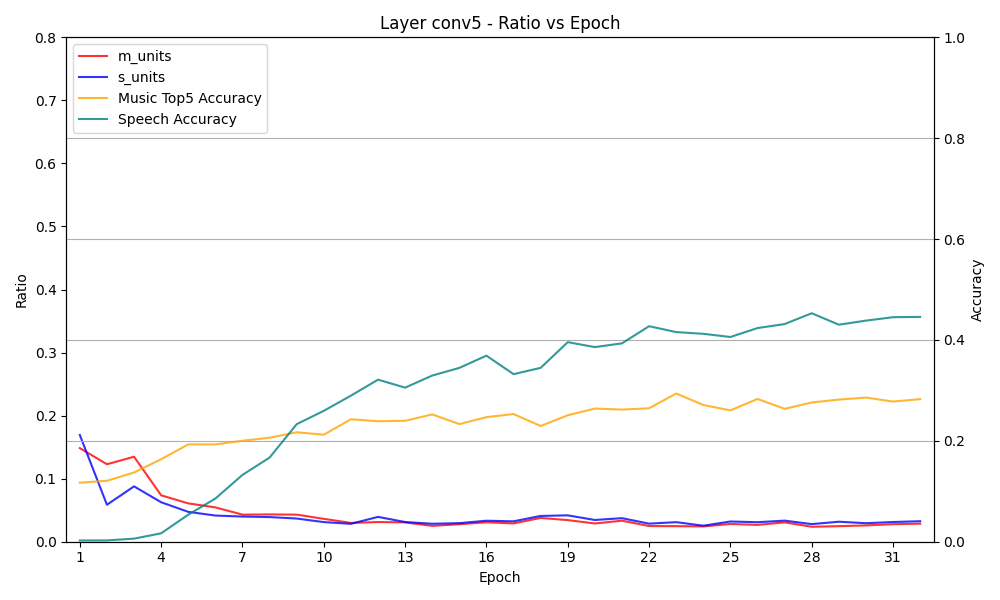 Layer conv5 - Ratio vs Epoch
m_units
s_units
Music Top5 Accuracy
Speech Accuracy
0.8
0.7
0.6
0.5
0.4
0.3
0.2
0.1
0.0
Ratio
1.0
0.8
0.6
0.4
0.2
0.0
Accuracy
1 4 7 10 13 16 19 22 25 28 31
Epoch